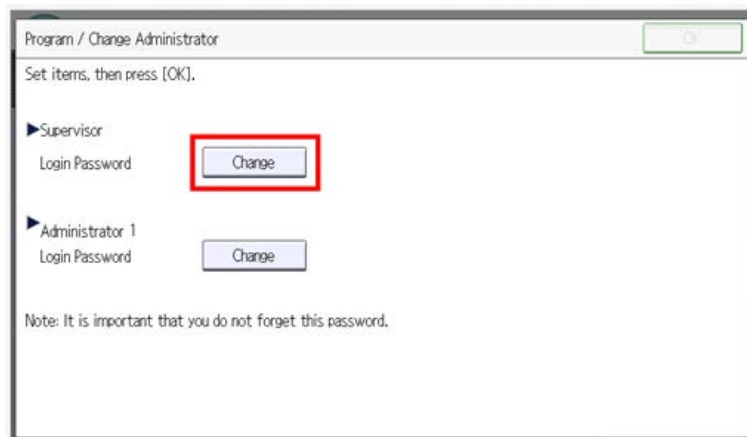 Program / Change Administrator
OK
Set items, then press [OK].
▶Supervisor
Login Password Change
▶Administrator 1
Login Password Change
Note: It is important that you do not forget this password.